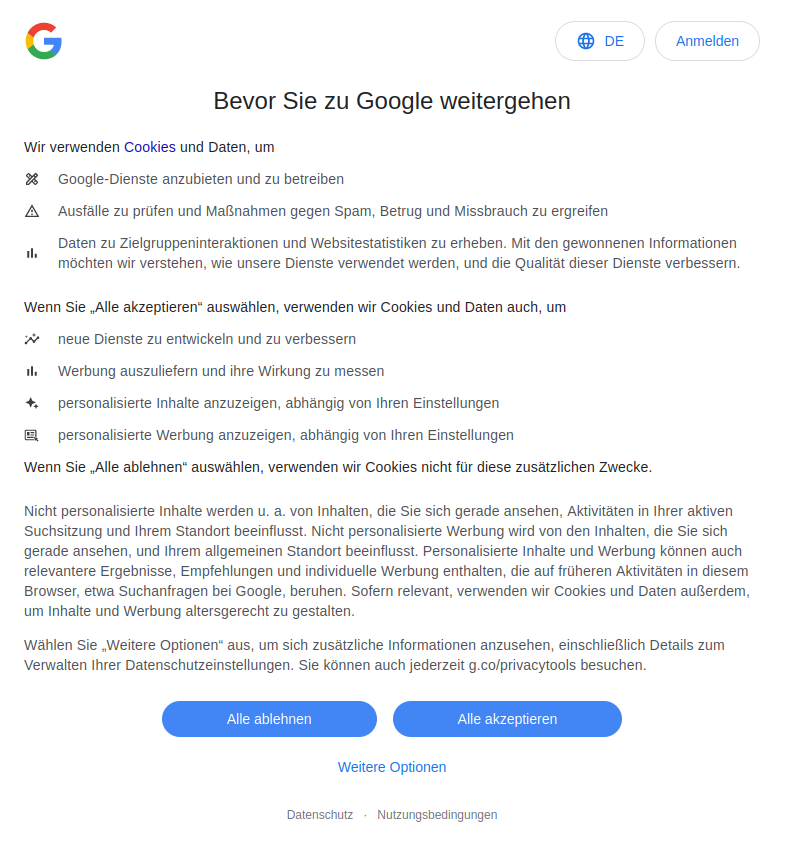 DE
Anmelden
Bevor Sie zu Google weitergehen
Wir verwenden Cookies und Daten, um
Google-Dienste anzubieten und zu betreiben
Ausfälle zu prüfen und Maßnahmen gegen Spam, Betrug und Missbrauch zu ergreifen
Daten zu Zielgruppeninteraktionen und Websitestatistiken zu erheben. Mit den gewonnenen Informationen
möchten wir verstehen, wie unsere Dienste verwendet werden, und die Qualität dieser Dienste verbessern.
Wenn Sie „Alle akzeptieren“ auswählen, verwenden wir Cookies und Daten auch, um
neue Dienste zu entwickeln und zu verbessern
Werbung auszuliefern und ihre Wirkung zu messen
personalisierte Inhalte anzuzeigen, abhängig von Ihren Einstellungen
personalisierte Werbung anzuzeigen, abhängig von Ihren Einstellungen
Wenn Sie „Alle ablehnen“ auswählen, verwenden wir Cookies nicht für diese zusätzlichen Zwecke.
Nicht personalisierte Inhalte werden u. a. von Inhalten, die Sie sich gerade ansehen, Aktivitäten in Ihrer aktiven
Suchsitzung und Ihrem Standort beeinflusst. Nicht personalisierte Werbung wird von den Inhalten, die Sie sich
gerade ansehen, und Ihrem allgemeinen Standort beeinflusst. Personalisierte Inhalte und Werbung können auch
relevantere Ergebnisse, Empfehlungen und individuelle Werbung enthalten, die auf früheren Aktivitäten in diesem
Browser, etwa Suchanfragen bei Google, beruhen. Sofern relevant, verwenden wir Cookies und Daten außerdem,
um Inhalte und Werbung altersgerecht zu gestalten.
Wählen Sie „Weitere Optionen“ aus, um sich zusätzliche Informationen anzusehen, einschließlich Details zum
Verwalten Ihrer Datenschutzeinstellungen. Sie können auch jederzeit g.co/privacytools besuchen.
Alle ablehnen
Alle akzeptieren
Weitere Optionen
Datenschutz · Nutzungsbedingungen